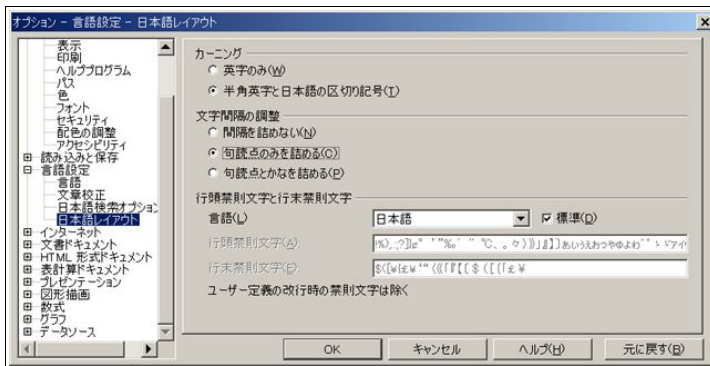 オプション - 言語設定 - 日本語レイアウト
表示
印刷
ヘルププログラム
パス
色
フォント
セキュリティ
配色の調整
アクセシビリティ
読み込みと保存
言語設定
言語
文章校正
日本語検索オプション
日本語レイアウト
インターネット
文書ドキュメント
HTML 形式ドキュメント
表計算ドキュメント
プレゼンテーション
図形描画
数式
グラフ
データソース
カーニング
英字のみ(W)
半角英字と日本語の区切り記号(T)
文字間隔の調整
間隔を詰めない(N)
句読点のみを詰める(C)
句読点とかなを詰める(P)
行頭禁則文字と行末禁則文字
言語(L)
日本語
標準(D)
行頭禁則文字(A)
行末禁則文字(E)
ユーザー定義の改行時の禁則文字は除く
OK
キャンセル
ヘルプ(H)
元に戻す(B)